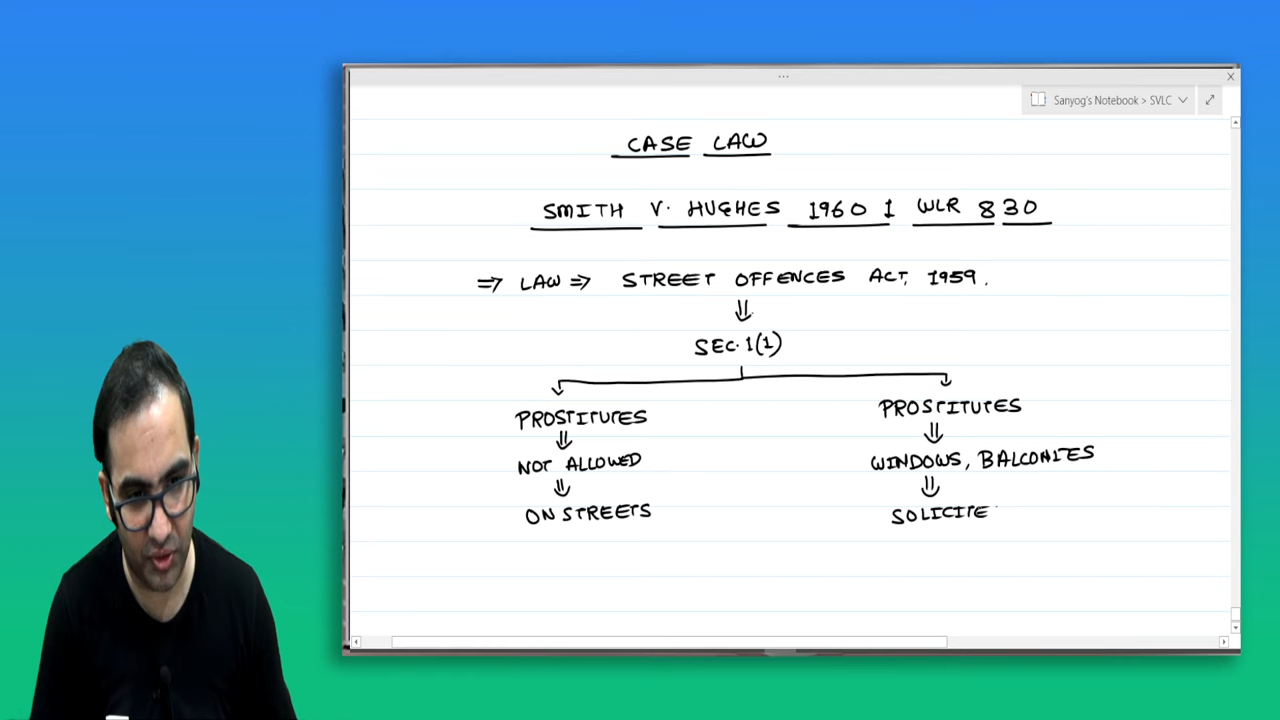 ...
Sanyog's Notebook > SVLC
CASE LAW
SMITH V. HUGHES 1960 1 WLR 830
⇒ LAW ⇒ STREET OFFENCES ACT, 1959.
SEC. 1(1)
PROSTITUTES PROSTITUTES
NOT ALLOWED WINDOWS, BALCONIES
ON STREETS SOLICITE